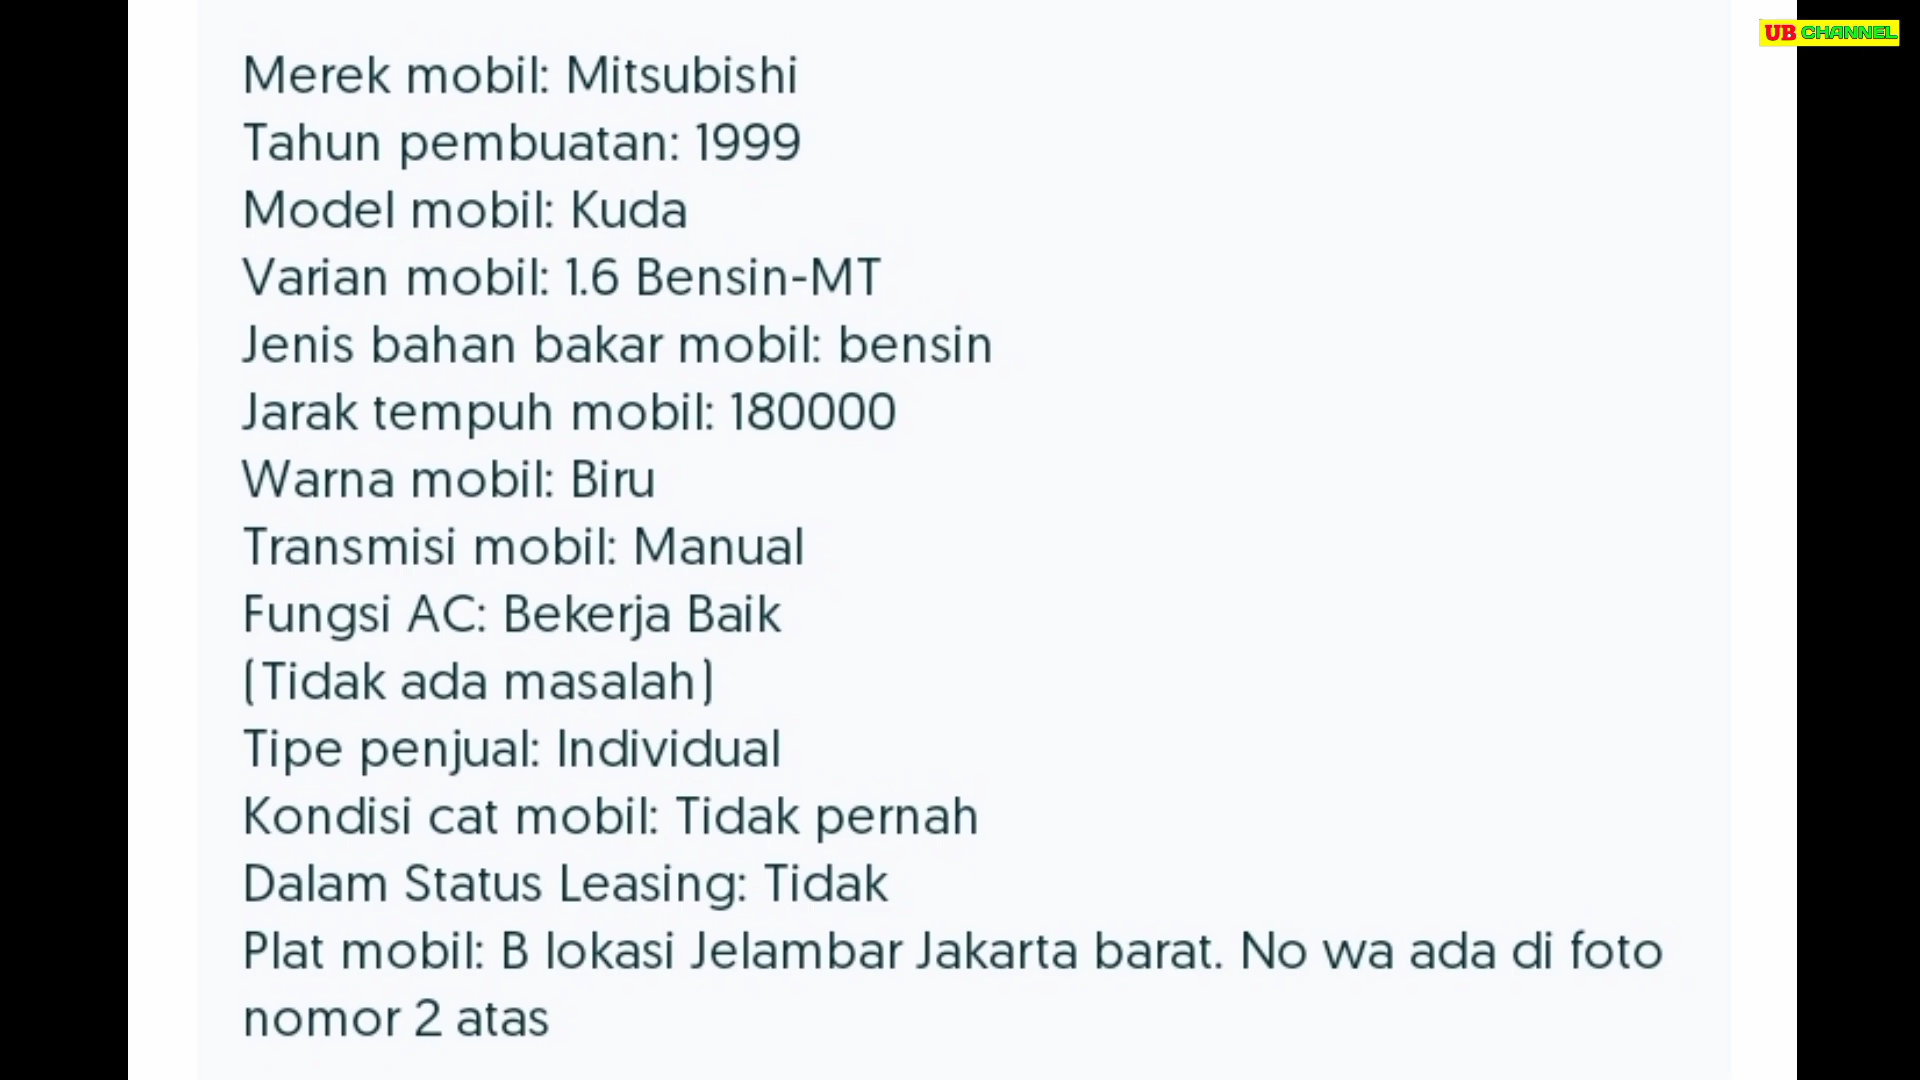 UB CHANNEL
Merek mobil: Mitsubishi
Tahun pembuatan: 1999
Model mobil: Kuda
Varian mobil: 1.6 Bensin-MT
Jenis bahan bakar mobil: bensin
Jarak tempuh mobil: 180000
Warna mobil: Biru
Transmisi mobil: Manual
Fungsi AC: Bekerja Baik
(Tidak ada masalah)
Tipe penjual: Individual
Kondisi cat mobil: Tidak pernah
Dalam Status Leasing: Tidak
Plat mobil: B lokasi Jelambar Jakarta barat. No wa ada di foto
nomor 2 atas